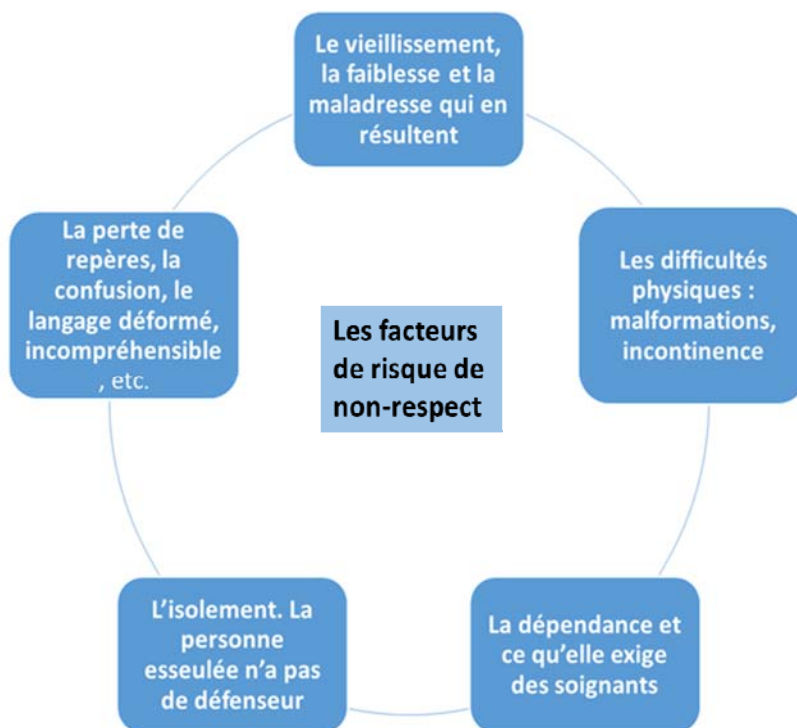 Le vieillissement,
la faiblesse et la
maladresse qui en
résultent
Les difficultés
physiques :
malformations,
incontinence
La dépendance et
ce qu'elle exige
des soignants
L'isolement. La
personne
esseulée n'a pas
de défenseur
La perte de
repères, la
confusion, le
langage déformé,
incompréhensible
, etc.
Les facteurs
de risque de
non-respect